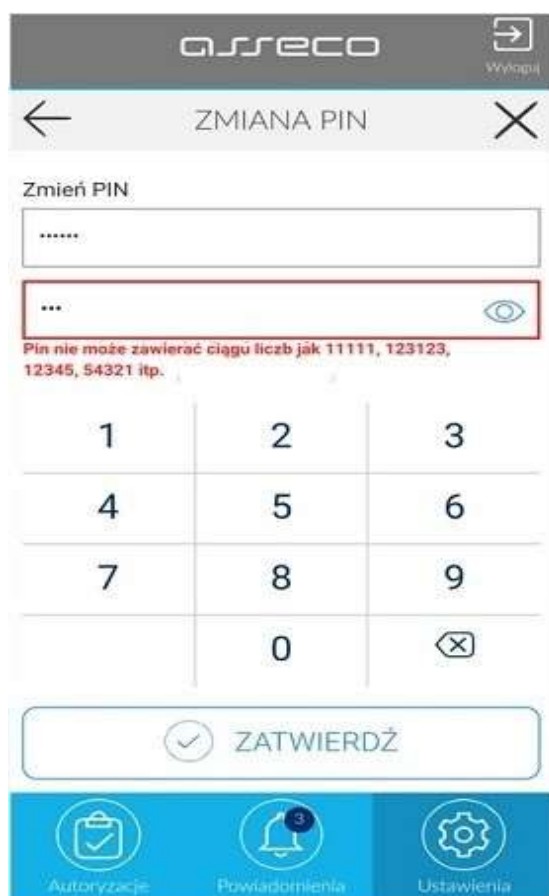 asseco
Wyloguj
ZMIANA PIN
Zmień PIN
••••••
•••
Pin nie może zawierać ciągu liczb jak 11111, 123123,
12345, 54321 itp.
1 2 3
4 5 6
7 8 9
0
ZATWIERDŹ
3
Autoryzacje Powiadomienia Ustawienia